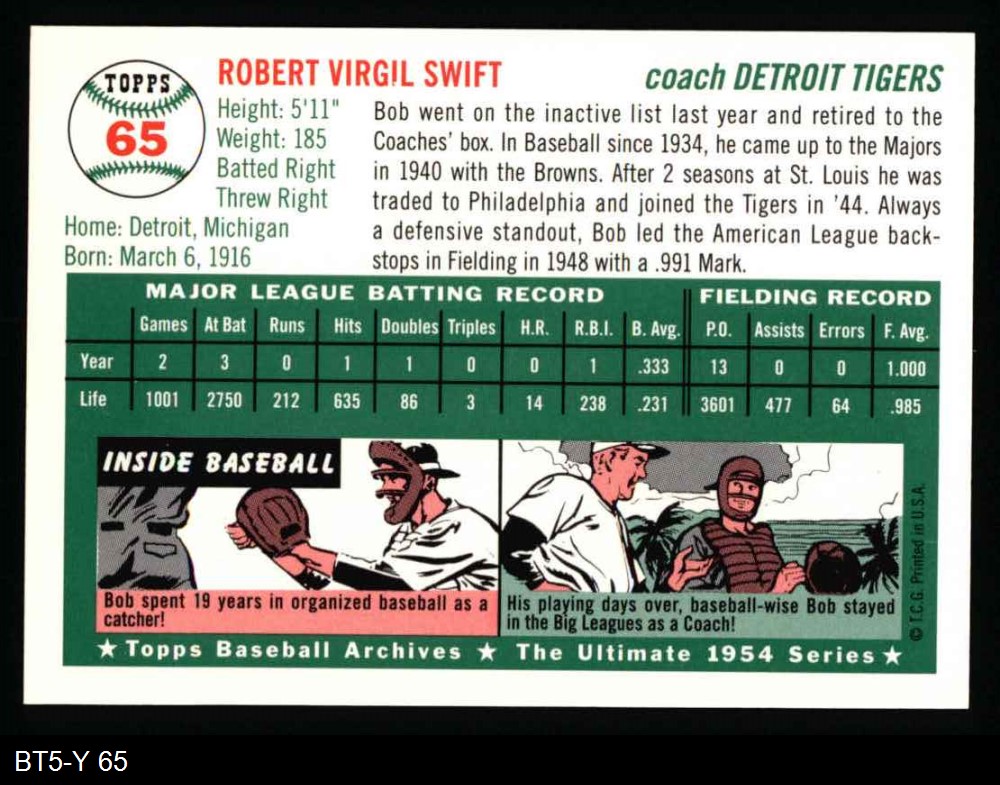 TOPPS
65
ROBERT VIRGIL SWIFT
coach DETROIT TIGERS
Height: 5'11"
Weight: 185
Batted Right
Threw Right
Home: Detroit, Michigan
Born: March 6, 1916
Bob went on the inactive list last year and retired to the
Coaches' box. In Baseball since 1934, he came up to the Majors
in 1940 with the Browns. After 2 seasons at St. Louis he was
traded to Philadelphia and joined the Tigers in '44. Always
a defensive standout, Bob led the American League back-
stops in Fielding in 1948 with a .991 Mark.
MAJOR LEAGUE BATTING RECORD FIELDING RECORD
Games At Bat Runs Hits Doubles Triples H.R. R.B.I. B. Avg. P.O. Assists Errors F. Avg.
Year 2 3 0 1 1 0 0 1 .333 13 0 0 1.000
Life 1001 2750 212 635 86 3 14 238 .231 3601 477 64 .985
INSIDE BASEBALL
Bob spent 19 years in organized baseball as a
catcher!
His playing days over, baseball-wise Bob stayed
in the Big Leagues as a Coach!
© T.C.G. Printed in U.S.A.
★ Topps Baseball Archives ★ The Ultimate 1954 Series ★
BT5-Y 65